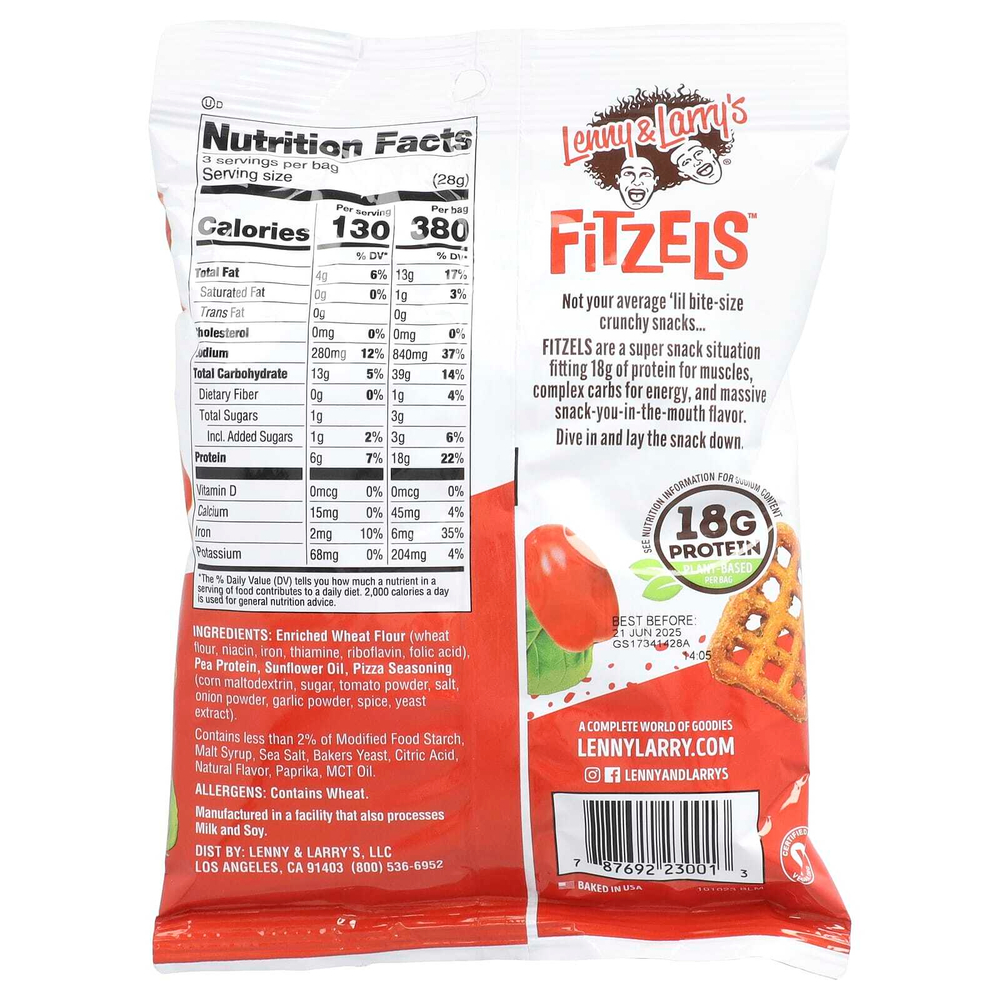 U D
Nutrition Facts
3 servings per bag
Serving size (28g)
Per serving Per bag
Calories 130 380
% DV* % DV*
Total Fat 4g 6% 13g 17%
Saturated Fat 0g 0% 1g 3%
Trans Fat 0g 0g
Cholesterol 0mg 0% 0mg 0%
Sodium 280mg 12% 840mg 37%
Total Carbohydrate 13g 5% 39g 14%
Dietary Fiber 0g 0% 1g 4%
Total Sugars 1g 3g
Incl. Added Sugars 1g 2% 3g 6%
Protein 6g 7% 18g 22%
Vitamin D 0mcg 0% 0mcg 0%
Calcium 15mg 0% 45mg 4%
Iron 2mg 10% 6mg 35%
Potassium 68mg 0% 204mg 4%
*The % Daily Value (DV) tells you how much a nutrient in a
serving of food contributes to a daily diet. 2,000 calories a day
is used for general nutrition advice.
INGREDIENTS: Enriched Wheat Flour (wheat
flour, niacin, iron, thiamine, riboflavin, folic acid),
Pea Protein, Sunflower Oil, Pizza Seasoning
(corn maltodextrin, sugar, tomato powder, salt,
onion powder, garlic powder, spice, yeast
extract).
Contains less than 2% of Modified Food Starch,
Malt Syrup, Sea Salt, Bakers Yeast, Citric Acid,
Natural Flavor, Paprika, MCT Oil.
ALLERGENS: Contains Wheat.
Manufactured in a facility that also processes
Milk and Soy.
DIST BY: LENNY & LARRY'S, LLC
LOS ANGELES, CA 91403 (800) 536-6952
Lenny & Larry's®
FiTZELS™
Not your average 'lil bite-size
crunchy snacks...
FITZELS are a super snack situation
fitting 18g of protein for muscles,
complex carbs for energy, and massive
snack-you-in-the-mouth flavor.
Dive in and lay the snack down.
SEE NUTRITION INFORMATION FOR SODIUM CONTENT
18G
PROTEIN
PLANT-BASED
PER BAG
BEST BEFORE:
21 JUN 2025
GS17341428A
14:05
A COMPLETE WORLD OF GOODIES
LENNYLARRY.COM
LENNYANDLARRYS
7 87692 23001 3
BAKED IN USA
CERTIFIED
VEGAN